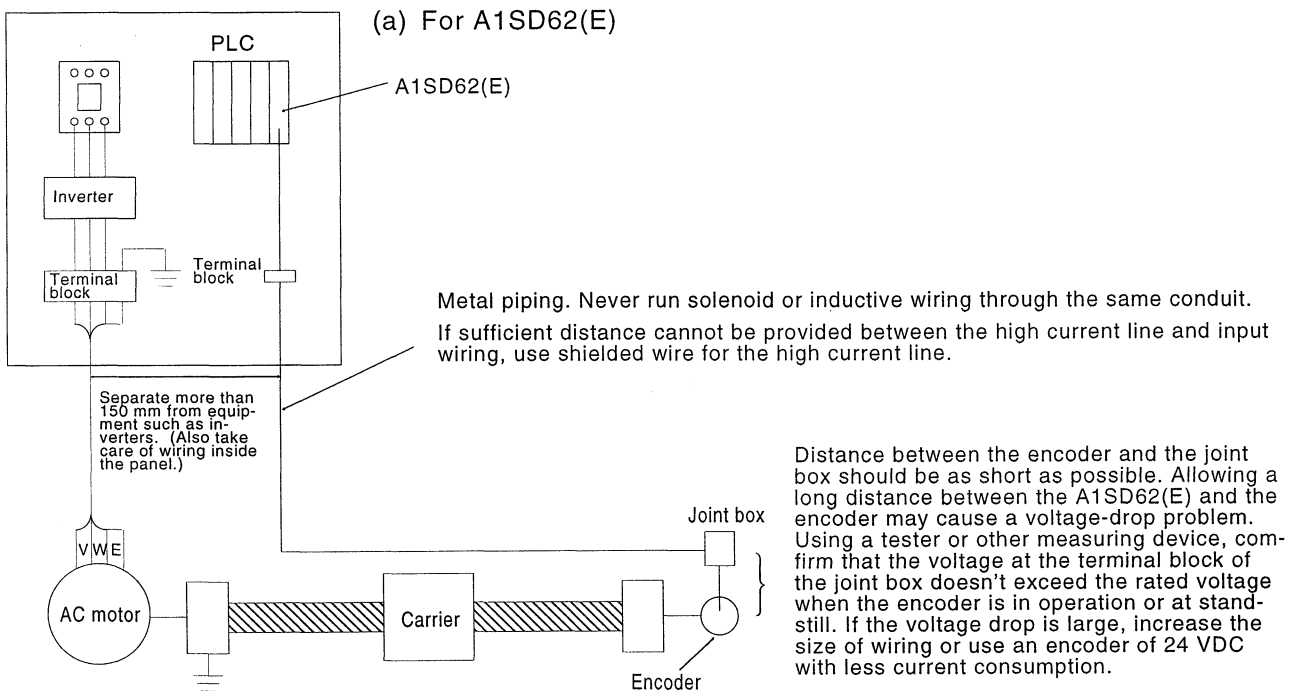 (a) For A1SD62(E)
PLC
A1SD62(E)
Inverter
Terminal
block
Terminal
block
Metal piping. Never run solenoid or inductive wiring through the same conduit.
If sufficient distance cannot be provided between the high current line and input
wiring, use shielded wire for the high current line.
Separate more than
150 mm from equip-
ment such as in-
verters. (Also take
care of wiring inside
the panel.)
Distance between the encoder and the joint
box should be as short as possible. Allowing a
long distance between the A1SD62(E) and the
encoder may cause a voltage-drop problem.
Using a tester or other measuring device, com-
firm that the voltage at the terminal block of
the joint box doesn't exceed the rated voltage
when the encoder is in operation or at stand-
still. If the voltage drop is large, increase the
size of wiring or use an encoder of 24 VDC
with less current consumption.
Joint box
V W E
AC motor
Carrier
Encoder